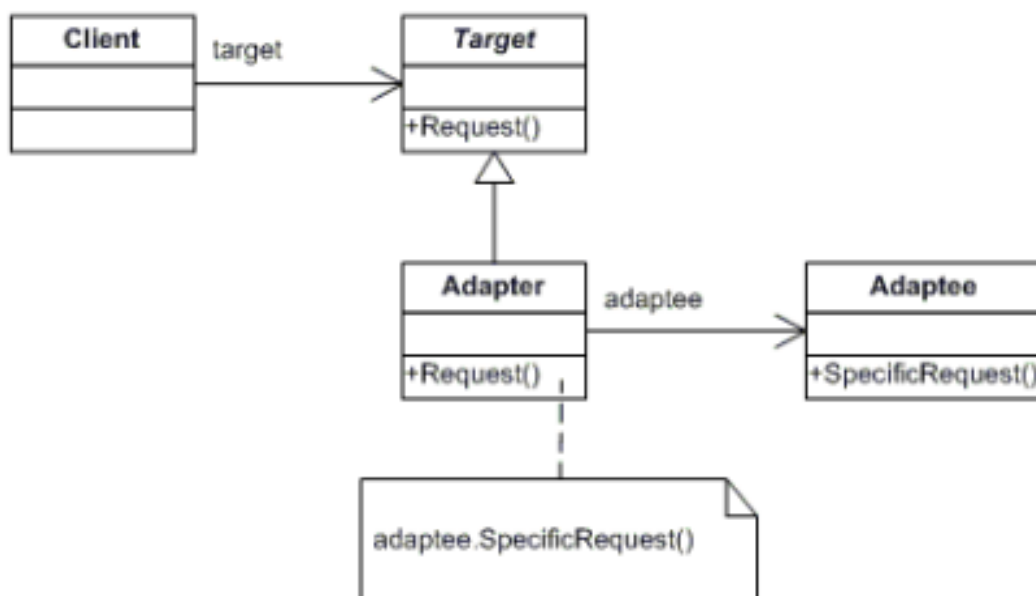 Client
target
Target
+Request()
Adapter
adaptee
Adaptee
+Request()
+SpecificRequest()
adaptee.SpecificRequest()